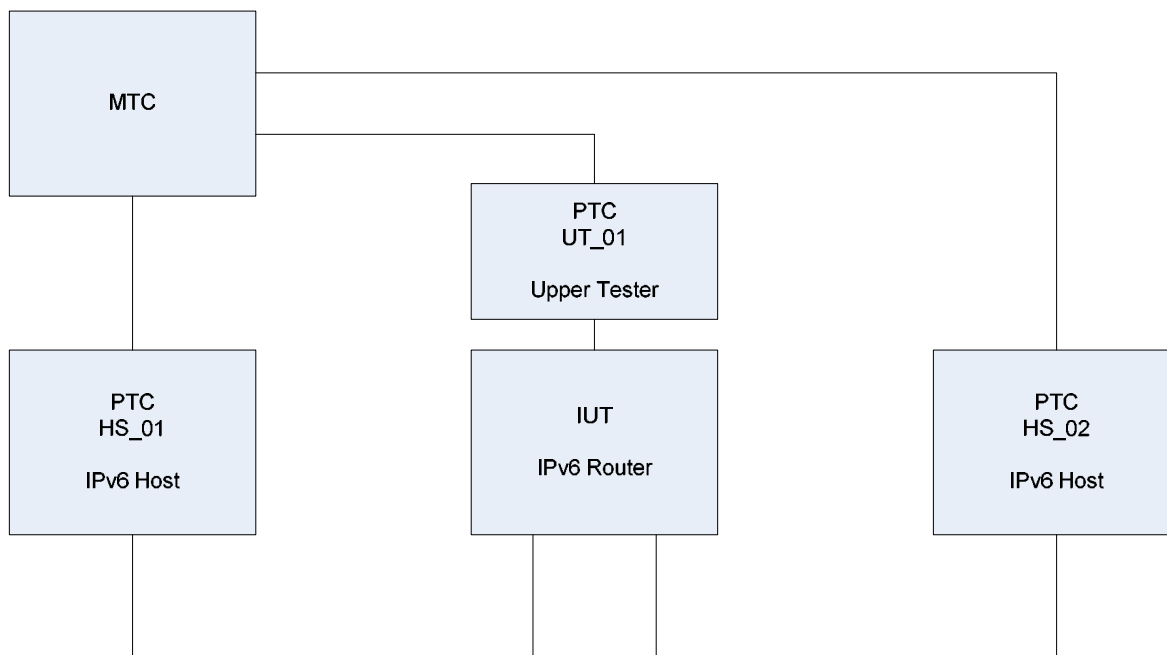 MTC
PTC
UT_01
Upper Tester
PTC
HS_01
IPv6 Host
IUT
IPv6 Router
PTC
HS_02
IPv6 Host